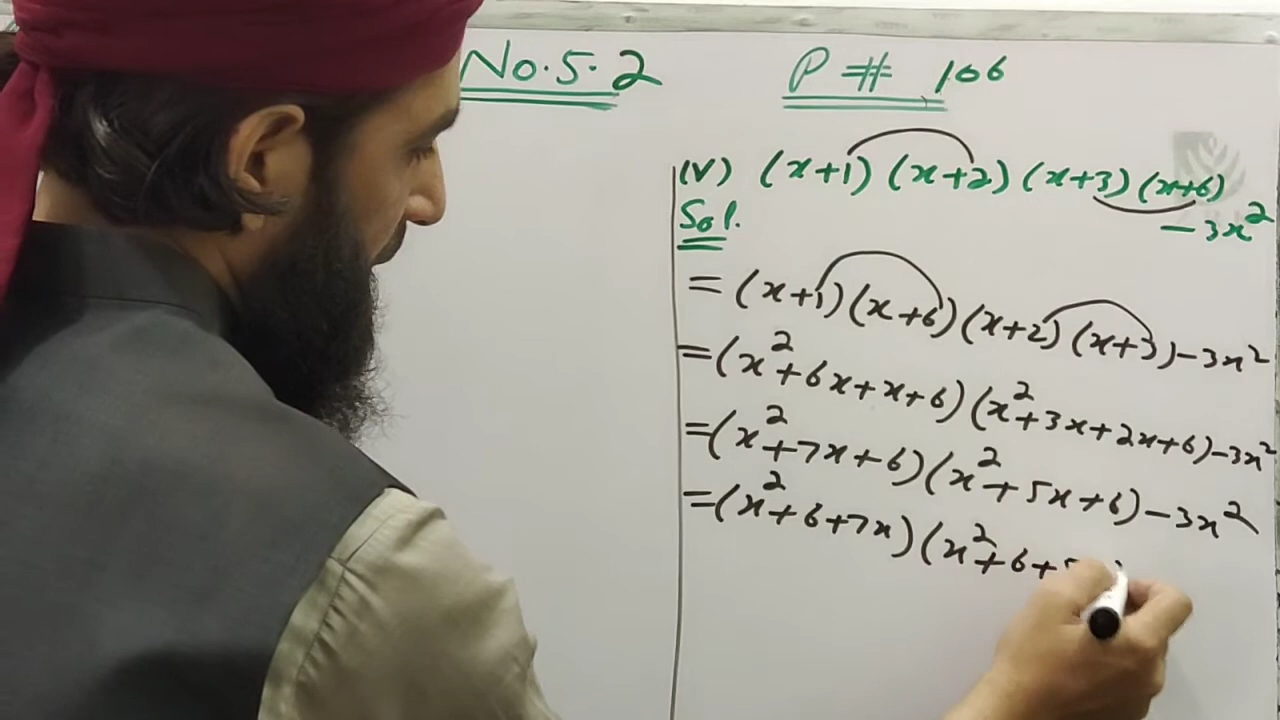 No.5.2
P # 106
(V) (x+1)(x+2)(x+3)(x+6)
-3x²
Sol.
=(x+1)(x+6)(x+2)(x+3)-3x²
=(x²+6x+x+6)(x²+3x+2x+6)-3x²
=(x²+7x+6)(x²+5x+6)-3x²
=(x²+6+7x)(x²+6+